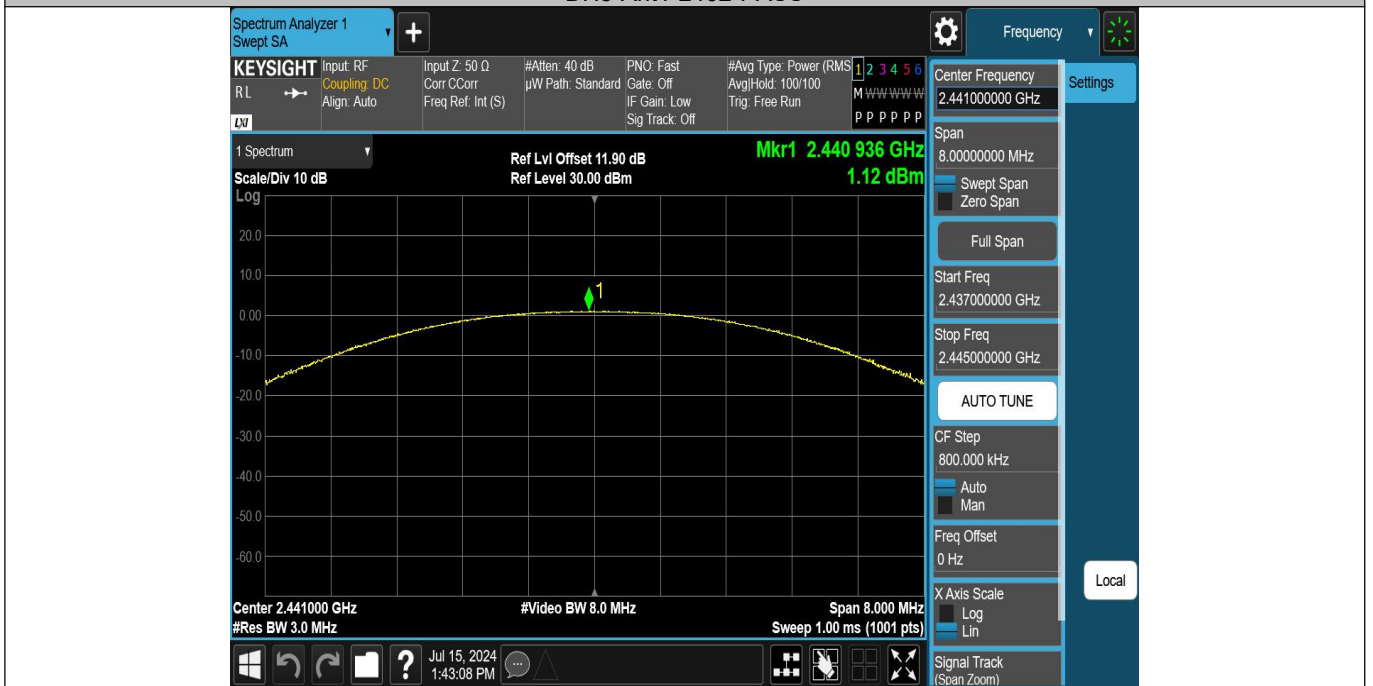 Spectrum Analyzer 1
Swept SA
+
Frequency
KEYSIGHT
RL
LXI
Input: RF
Coupling: DC
Align: Auto
Input Z: 50 Ω
Corr CCorr
Freq Ref: Int (S)
#Atten: 40 dB
µW Path: Standard
PNO: Fast
Gate: Off
IF Gain: Low
Sig Track: Off
#Avg Type: Power (RMS
Avg|Hold: 100/100
Trig: Free Run
1 2 3 4 5 6
M W W W W W
P P P P P P
Center Frequency
2.441000000 GHz
Settings
Span
8.00000000 MHz
Swept Span
Zero Span
Full Span
Start Freq
2.437000000 GHz
Stop Freq
2.445000000 GHz
AUTO TUNE
CF Step
800.000 kHz
Auto
Man
Freq Offset
0 Hz
X Axis Scale
Log
Lin
Local
Signal Track
(Span Zoom)
1 Spectrum
Scale/Div 10 dB
Ref Lvl Offset 11.90 dB
Ref Level 30.00 dBm
Mkr1 2.440 936 GHz
1.12 dBm
Log
20.0
10.0
1
0.00
-10.0
-20.0
-30.0
-40.0
-50.0
-60.0
Center 2.441000 GHz
#Video BW 8.0 MHz
Span 8.000 MHz
#Res BW 3.0 MHz
Sweep 1.00 ms (1001 pts)
?
Jul 15, 2024
1:43:08 PM